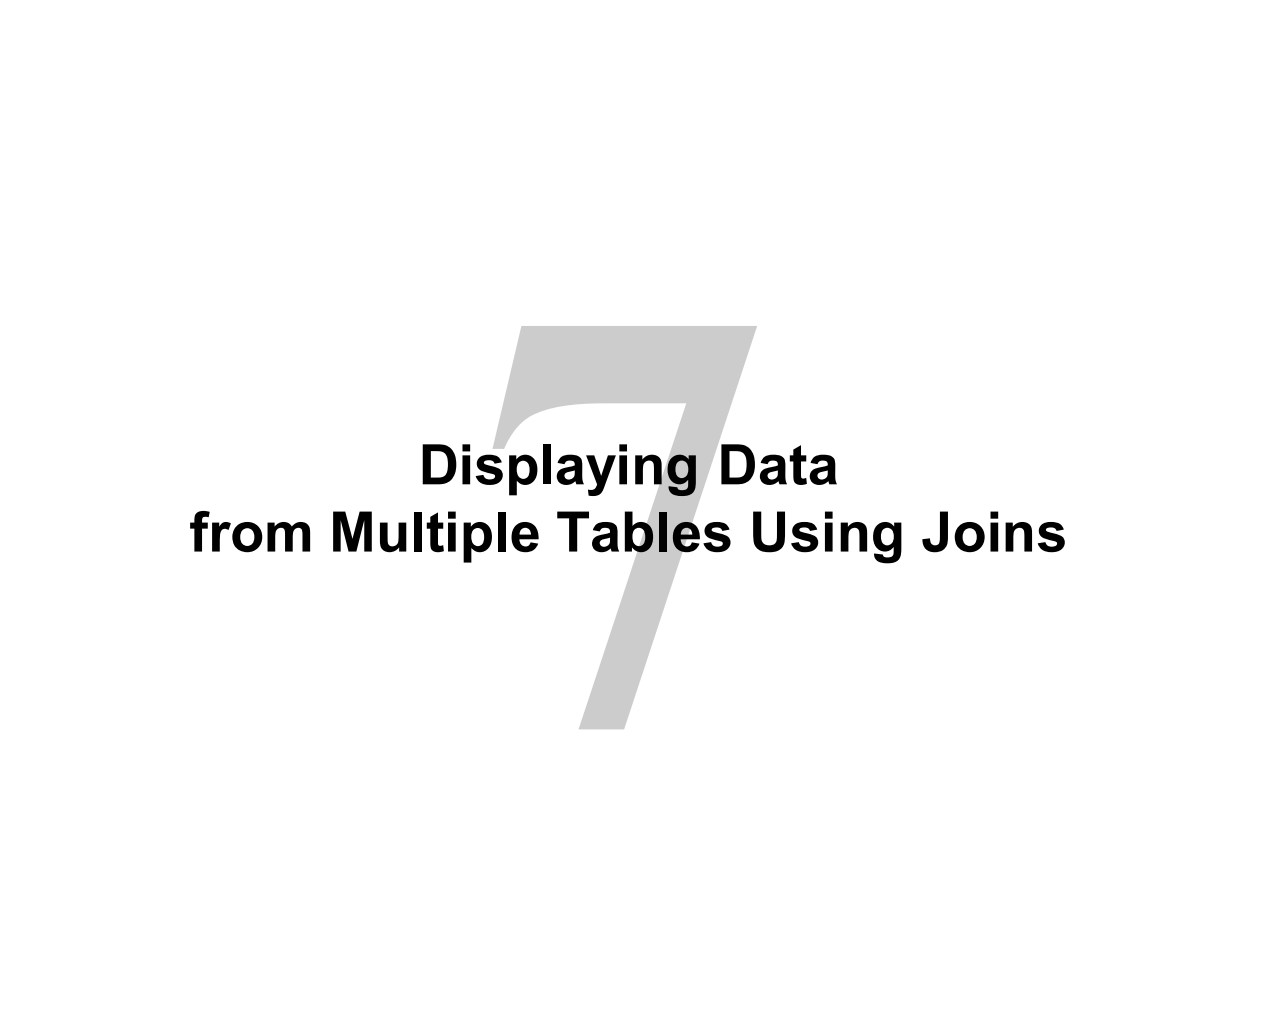 7
Displaying Data
from Multiple Tables Using Joins